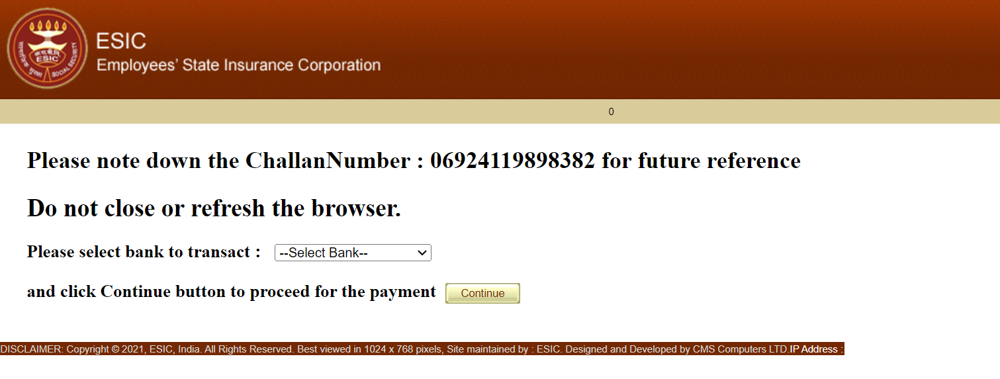 ESIC
Employees' State Insurance Corporation
ESIC
SOCIAL SECURITY
0
Please note down the ChallanNumber : 06924119898382 for future reference
Do not close or refresh the browser.
Please select bank to transact : --Select Bank--
and click Continue button to proceed for the payment Continue
DISCLAIMER: Copyright © 2021, ESIC, India. All Rights Reserved. Best viewed in 1024 x 768 pixels, Site maintained by : ESIC. Designed and Developed by CMS Computers LTD.IP Address :